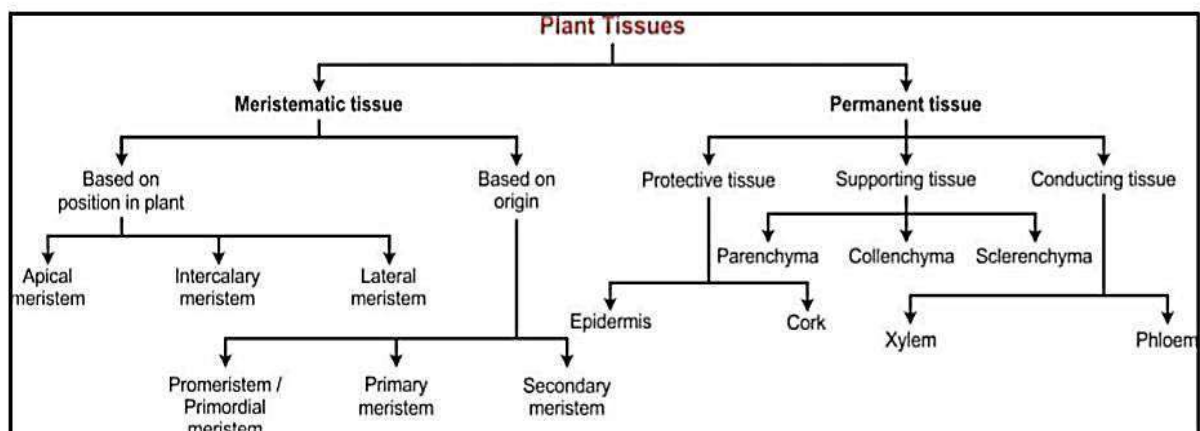 Plant Tissues
Meristematic tissue
Permanent tissue
Based on
position in plant
Based on
origin
Protective tissue
Supporting tissue
Conducting tissue
Apical
meristem
Intercalary
meristem
Lateral
meristem
Parenchyma
Collenchyma
Sclerenchyma
Epidermis
Cork
Xylem
Phloem
Promeristem /
Primordial
meristem
Primary
meristem
Secondary
meristem